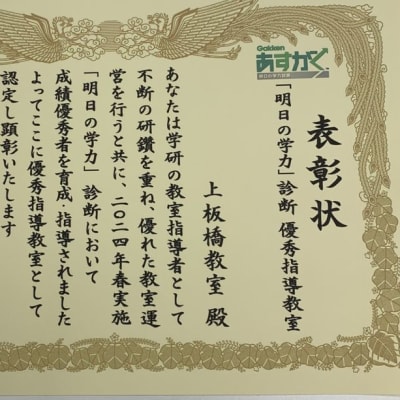 Gakken
あすがく
表彰状
「明日の学力」診断 優秀指導教室
上板橋教室 殿
あなたは学研の教室指導者として
不断の研鑽を重ね、優れた教室運
営を行うと共に、二〇二四年春実施
「明日の学力」診断において
成績優秀者を育成・指導されました
よってここに優秀指導教室として
認定し顕彰いたします